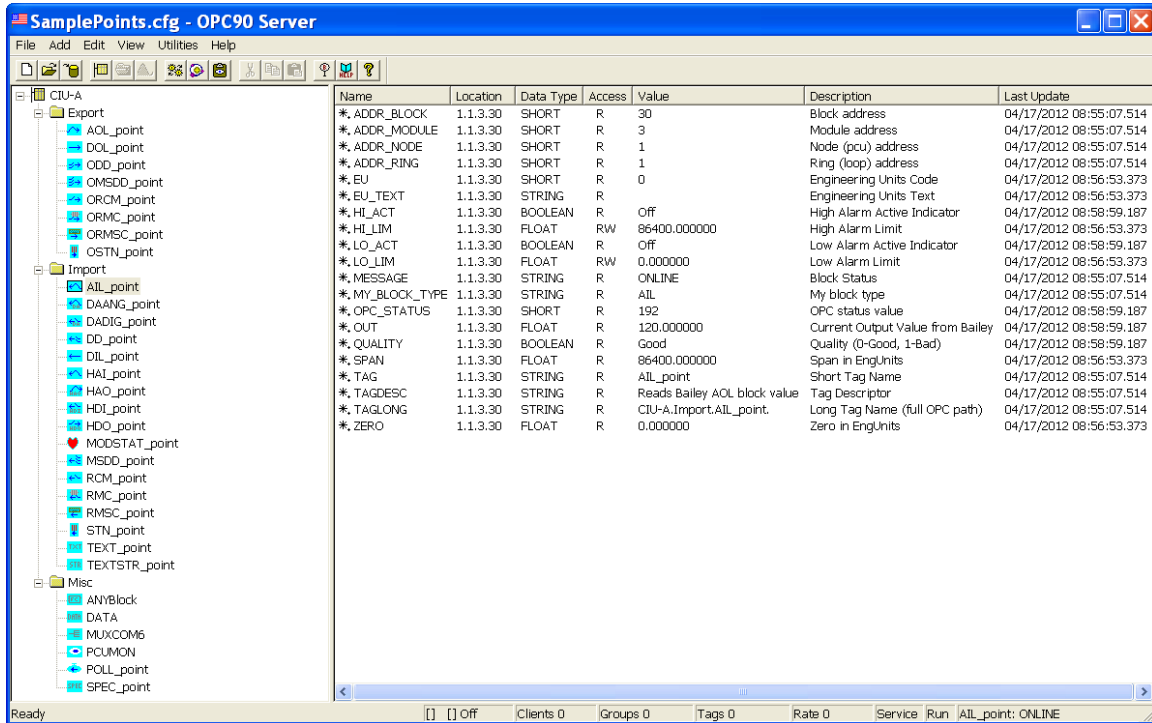 SamplePoints.cfg - OPC90 Server
File Add Edit View Utilities Help
HELP
CIU-A
Export
AOL_point
DOL_point
ODD_point
OMSDD_point
ORCM_point
ORMC_point
ORMSC_point
OSTN_point
Import
AIL_point
DAANG_point
DADIG_point
DD_point
DIL_point
HAI_point
HAO_point
HDI_point
HDO_point
MODSTAT_point
MSDD_point
RCM_point
RMC_point
RMSC_point
STN_point
TEXT_point
TEXTSTR_point
Misc
ANYBlock
DATA
MUXCOM6
PCUMON
POLL_point
SPEC_point
Name Location Data Type Access Value Description Last Update
ADDR_BLOCK 1.1.3.30 SHORT R 30 Block address 04/17/2012 08:55:07.514
ADDR_MODULE 1.1.3.30 SHORT R 3 Module address 04/17/2012 08:55:07.514
ADDR_NODE 1.1.3.30 SHORT R 1 Node (pcu) address 04/17/2012 08:55:07.514
ADDR_RING 1.1.3.30 SHORT R 1 Ring (loop) address 04/17/2012 08:55:07.514
EU 1.1.3.30 SHORT R 0 Engineering Units Code 04/17/2012 08:56:53.373
EU_TEXT 1.1.3.30 STRING R Engineering Units Text 04/17/2012 08:56:53.373
HI_ACT 1.1.3.30 BOOLEAN R Off High Alarm Active Indicator 04/17/2012 08:58:59.187
HI_LIM 1.1.3.30 FLOAT RW 86400.000000 High Alarm Limit 04/17/2012 08:56:53.373
LO_ACT 1.1.3.30 BOOLEAN R Off Low Alarm Active Indicator 04/17/2012 08:58:59.187
LO_LIM 1.1.3.30 FLOAT RW 0.000000 Low Alarm Limit 04/17/2012 08:56:53.373
MESSAGE 1.1.3.30 STRING R ONLINE Block Status 04/17/2012 08:55:07.514
MY_BLOCK_TYPE 1.1.3.30 STRING R AIL My block type 04/17/2012 08:55:07.514
OPC_STATUS 1.1.3.30 SHORT R 192 OPC status value 04/17/2012 08:58:59.187
OUT 1.1.3.30 FLOAT R 120.000000 Current Output Value from Bailey 04/17/2012 08:58:59.187
QUALITY 1.1.3.30 BOOLEAN R Good Quality (0-Good, 1-Bad) 04/17/2012 08:58:59.187
SPAN 1.1.3.30 FLOAT R 86400.000000 Span in EngUnits 04/17/2012 08:56:53.373
TAG 1.1.3.30 STRING R AIL_point Short Tag Name 04/17/2012 08:55:07.514
TAGDESC 1.1.3.30 STRING R Reads Bailey AOL block value Tag Descriptor 04/17/2012 08:55:07.514
TAGLONG 1.1.3.30 STRING R CIU-A.Import.AIL_point. Long Tag Name (full OPC path) 04/17/2012 08:55:07.514
ZERO 1.1.3.30 FLOAT R 0.000000 Zero in EngUnits 04/17/2012 08:56:53.373
Ready [] [] Off Clients 0 Groups 0 Tags 0 Rate 0 Service Run AIL_point: ONLINE